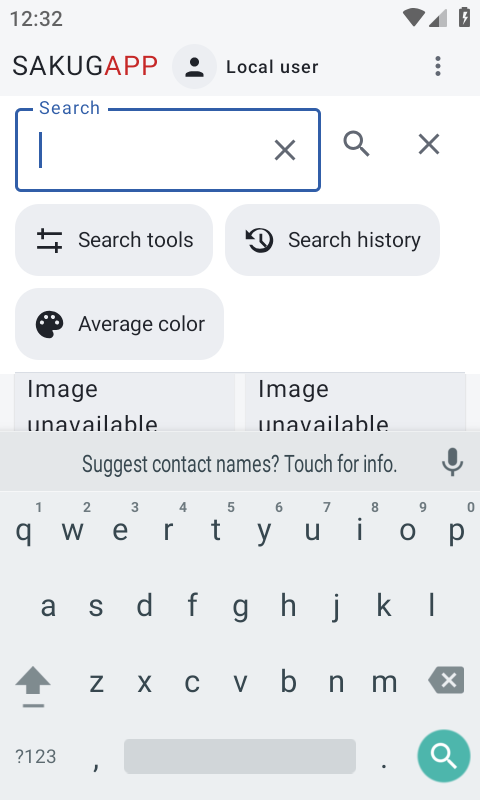 12:32
SAKUGAPP
Local user
Search
Search tools
Search history
Average color
Image unavailable
Image unavailable
Suggest contact names? Touch for info.
1 2 3 4 5 6 7 8 9 0
q w e r t y u i o p
a s d f g h j k l
z x c v b n m
?123 , .